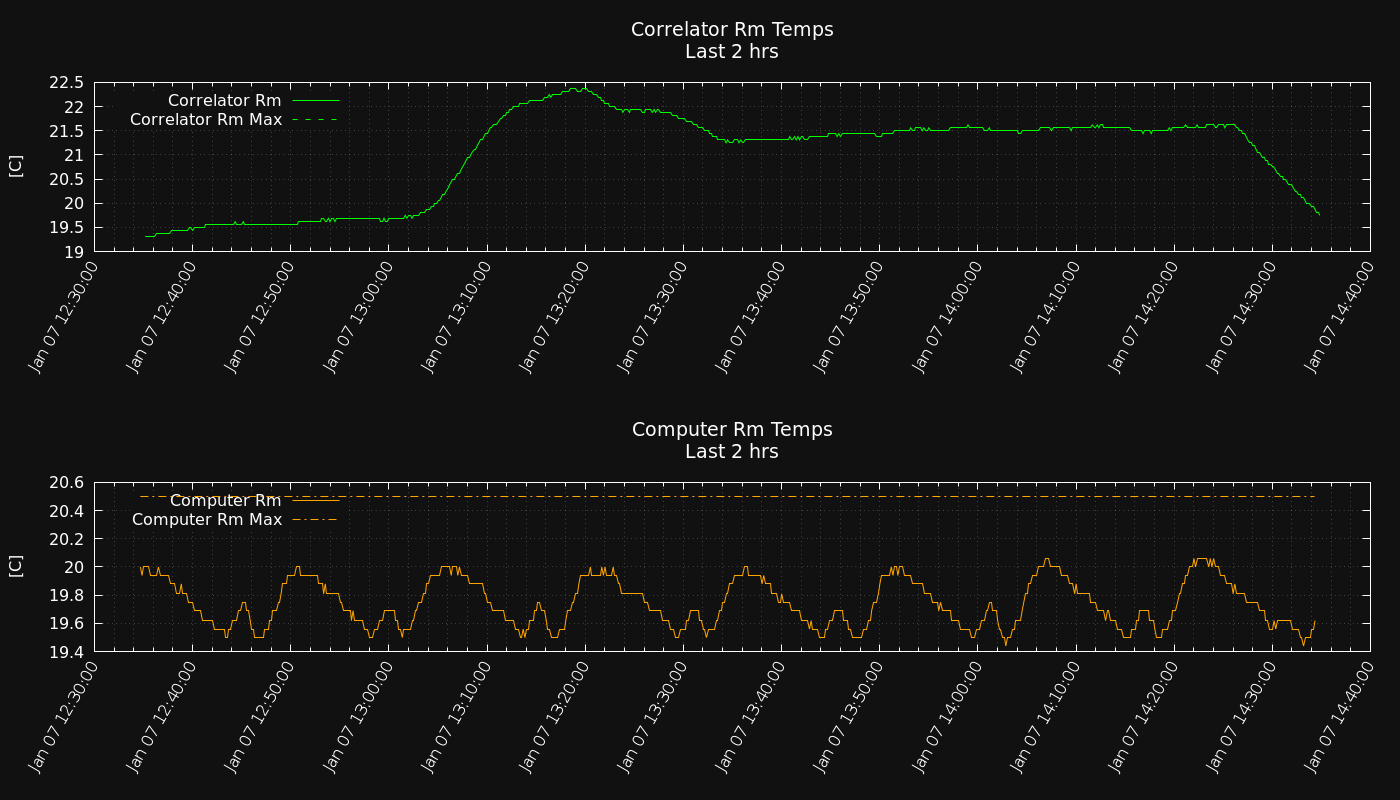 Correlator Rm Temps
Last 2 hrs
22.5
22
21.5
21
20.5
20
19.5
19
[C]
Correlator Rm
Correlator Rm Max
Jan 07 12:30:00
Jan 07 12:40:00
Jan 07 12:50:00
Jan 07 13:00:00
Jan 07 13:10:00
Jan 07 13:20:00
Jan 07 13:30:00
Jan 07 13:40:00
Jan 07 13:50:00
Jan 07 14:00:00
Jan 07 14:10:00
Jan 07 14:20:00
Jan 07 14:30:00
Jan 07 14:40:00
Computer Rm Temps
Last 2 hrs
20.6
20.4
20.2
20
19.8
19.6
19.4
[C]
Computer Rm
Computer Rm Max
Jan 07 12:30:00
Jan 07 12:40:00
Jan 07 12:50:00
Jan 07 13:00:00
Jan 07 13:10:00
Jan 07 13:20:00
Jan 07 13:30:00
Jan 07 13:40:00
Jan 07 13:50:00
Jan 07 14:00:00
Jan 07 14:10:00
Jan 07 14:20:00
Jan 07 14:30:00
Jan 07 14:40:00